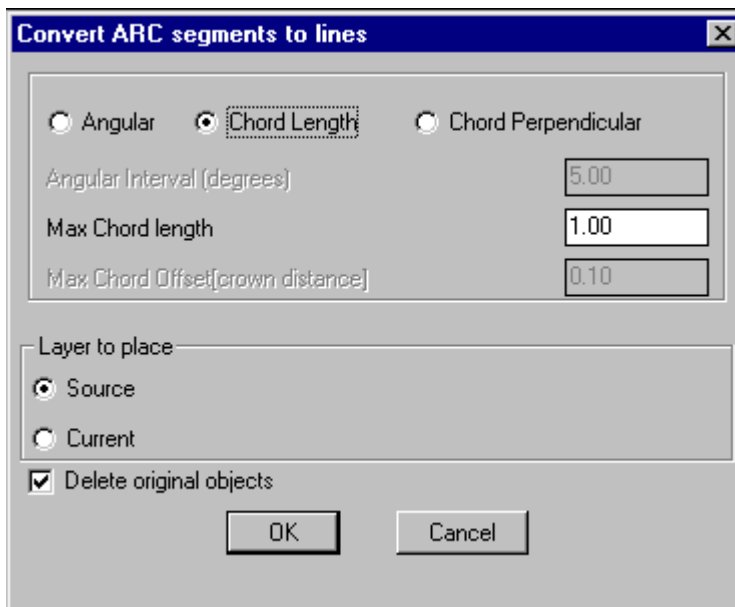 Convert ARC segments to lines
Angular Chord Length Chord Perpendicular
Angular Interval (degrees) 5.00
Max Chord length 1.00
Max Chord Offset[crown distance] 0.10
Layer to place
Source
Current
Delete original objects
OK Cancel